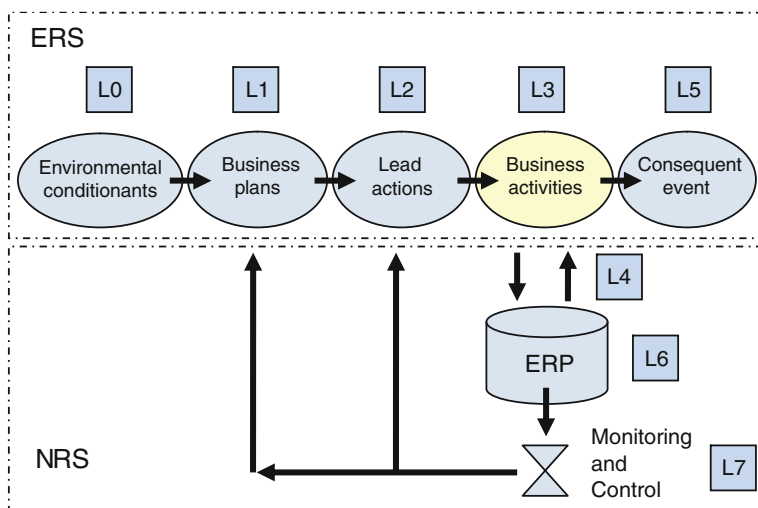 ERS
L0
L1
L2
L3
L5
Environmental
conditionants
Business
plans
Lead
actions
Business
activities
Consequent
event
L4
ERP
L6
NRS
Monitoring
and
Control
L7